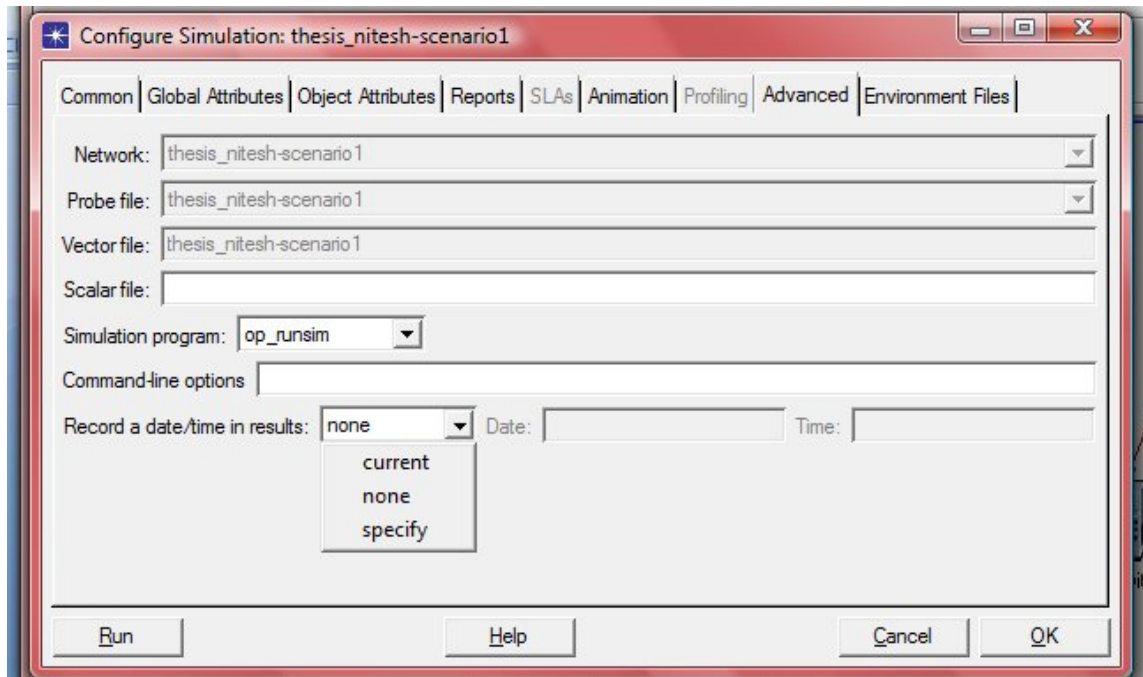 Configure Simulation: thesis_nitesh-scenario1
Common Global Attributes Object Attributes Reports SLAs Animation Profiling Advanced Environment Files
Network: thesis_nitesh-scenario1
Probe file: thesis_nitesh-scenario1
Vector file: thesis_nitesh-scenario1
Scalar file:
Simulation program: op_runsim
Command-line options
Record a date/time in results: none Date: Time:
current
none
specify
Run Help Cancel OK